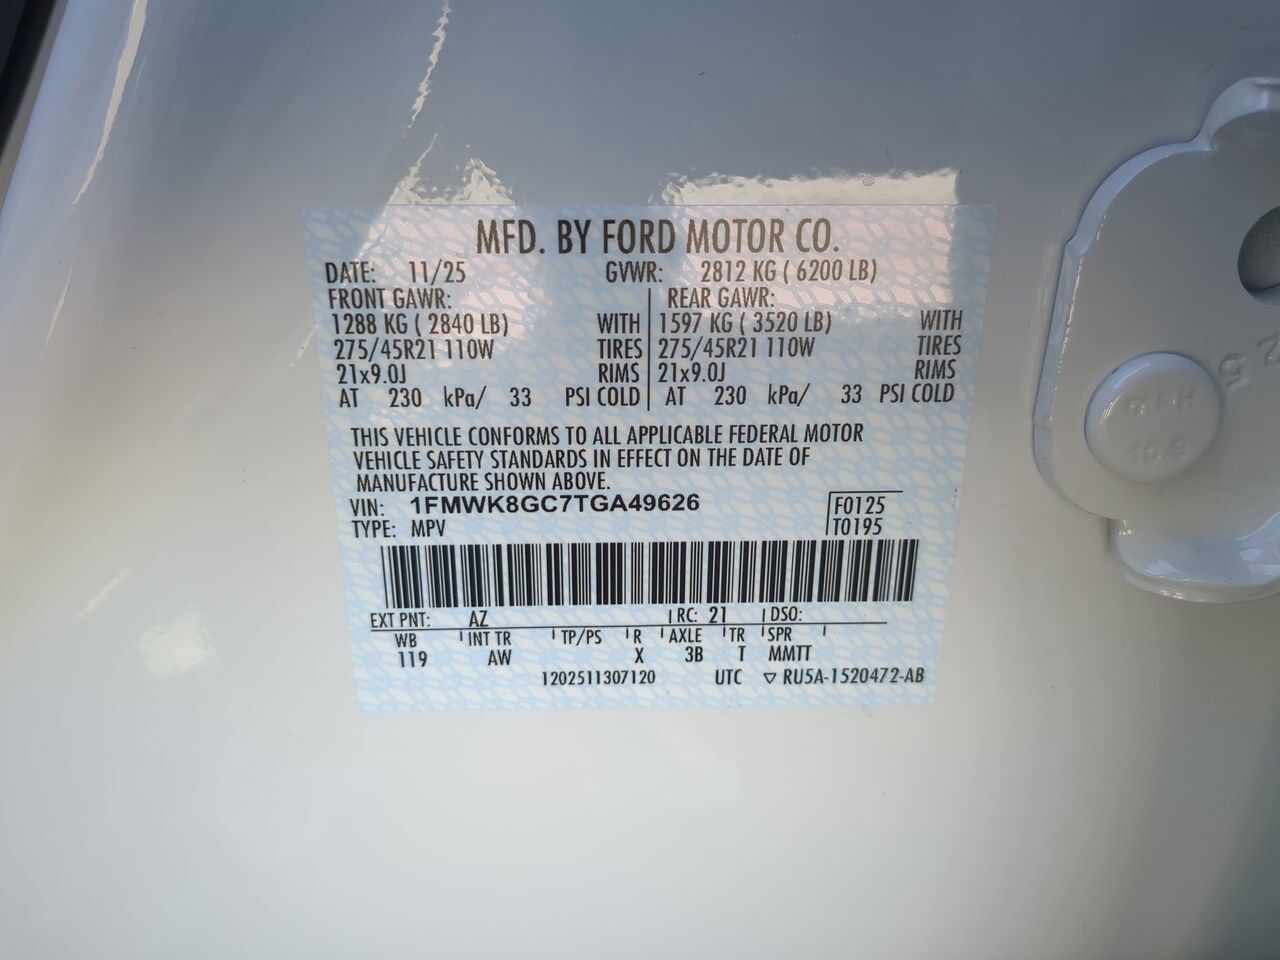 MFD. BY FORD MOTOR CO.
DATE: 11/25 GVWR: 2812 KG ( 6200 LB)
FRONT GAWR: REAR GAWR:
1288 KG ( 2840 LB) WITH 1597 KG ( 3520 LB) WITH
275/45R21 110W TIRES 275/45R21 110W TIRES
21x9.0J RIMS 21x9.0J RIMS
AT 230 kPa/ 33 PSI COLD AT 230 kPa/ 33 PSI COLD
THIS VEHICLE CONFORMS TO ALL APPLICABLE FEDERAL MOTOR
VEHICLE SAFETY STANDARDS IN EFFECT ON THE DATE OF
MANUFACTURE SHOWN ABOVE.
VIN: 1FMWK8GC7TGA49626 F0125
TYPE: MPV T0195
EXT PNT: AZ RC: 21 DSO:
WB INT TR TP/PS R AXLE TR SPR
119 AW X 3B T MMTT
1202511307120 UTC ▽ RU5A-1520472-AB